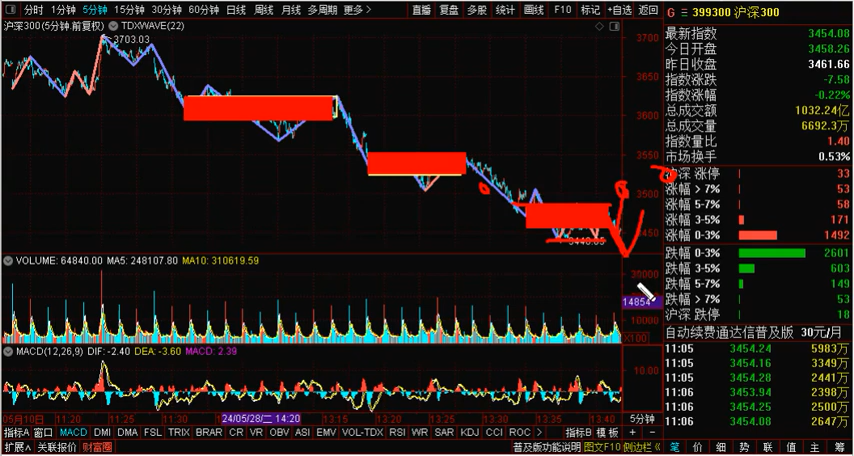 分时 1分钟 5分钟 15分钟 30分钟 60分钟 日线 周线 月线 多周期 更多 >
直播 复盘 多股 统计 画线 F10 标记 +自选 返回
沪深300(5分钟.前复权) TDXWAVE(22)
3703.03
3700
3650
3600
3550
3500
3450
VOLUME: 64840.00 MA5: 248107.80 MA10: 310619.59
30000
14854
10000
X100
MACD(12,26,9) DIF: -2.40 DEA: -3.60 MACD: 2.39
10.00
05月10日 11:20 11:25 11:30 24/05/28/二 14:20 13:15 13:20 13:25 13:30 13:35 13:40 5分钟
指标A 窗口 MACD DMI DMA FSL TRIX BRAR CR VR OBV ASI EMV VOL-TDX RSI WR SAR KDJ CCI ROC > 指标B 模板 + −
扩展∧ 关联报价 财富圈
普及版功能说明 图文F10 侧边栏
G 399300 沪深300
最新指数 3454.08
今日开盘 3458.26
昨日收盘 3461.66
指数涨跌 -7.58
指数涨幅 -0.22%
总成交额 1032.24亿
总成交量 6692.3万
指数量比 1.40
市场换手 0.53%
沪深 涨停 33
涨幅 > 7% 53
涨幅 5-7% 58
涨幅 3-5% 171
涨幅 0-3% 1492
跌幅 0-3% 2601
跌幅 3-5% 603
跌幅 5-7% 149
跌幅 > 7% 53
沪深 跌停 18
自动续费通达信普及版 30元/月
11:05 3454.24 5983万
11:05 3454.16 3349万
11:05 3454.28 2441万
11:06 3453.94 2398万
11:06 3454.25 2500万
11:06 3454.08 2647万
笔 价 细 势 联 值 主 筹